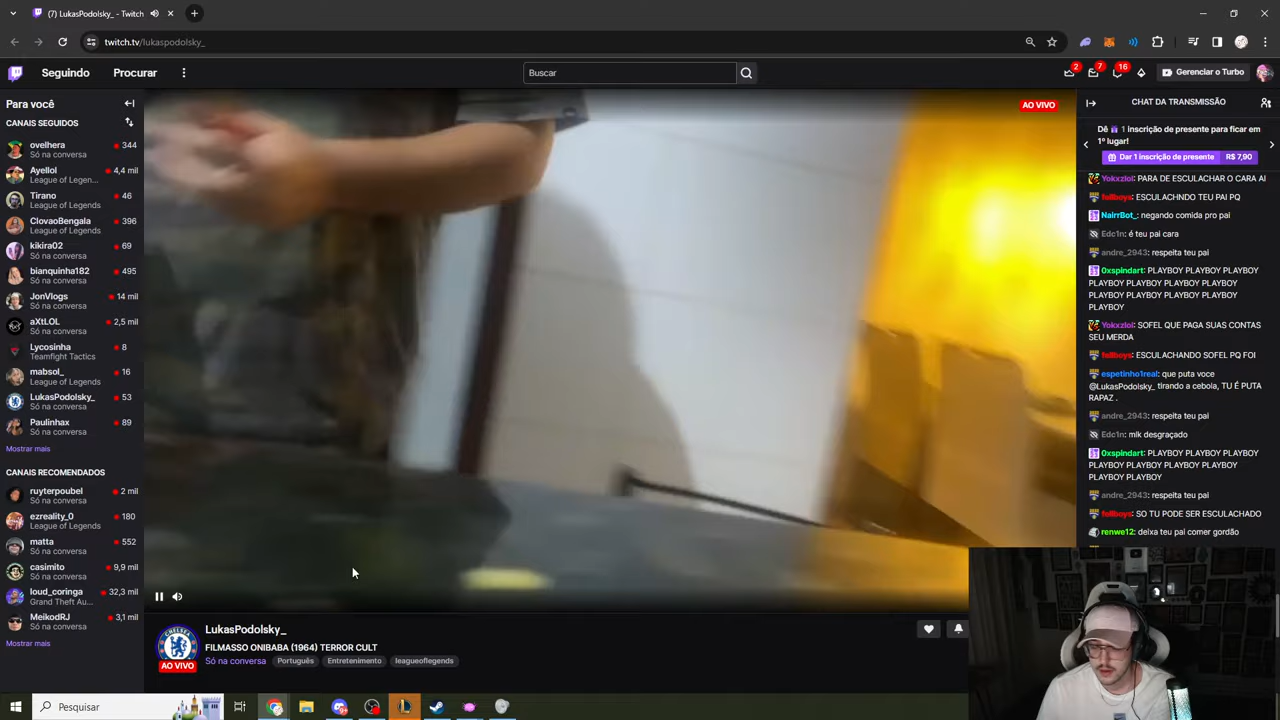 (7) LukasPodolsky_ - Twitch
twitch.tv/lukaspodolsky_
Seguindo
Procurar
Buscar
2
7
16
Gerenciar o Turbo
Para você
CANAIS SEGUIDOS
ovelhera
344
Só na conversa
Ayellol
4,4 mil
League of Legen...
Tirano
46
League of Legends
ClovaoBengala
396
League of Legends
kikira02
69
Só na conversa
bianquinha182
495
Só na conversa
JonVlogs
14 mil
Só na conversa
aXtLOL
2,5 mil
Só na conversa
Lycosinha
8
Teamfight Tactics
mabsol_
16
League of Legends
LukasPodolsky_
53
Só na conversa
Paulinhax
89
Só na conversa
Mostrar mais
CANAIS RECOMENDADOS
ruyterpoubel
2 mil
Só na conversa
ezreality_0
180
League of Legends
matta
552
Só na conversa
casimito
9,9 mil
Só na conversa
loud_coringa
32,3 mil
Grand Theft Au...
MeikodRJ
3,1 mil
Só na conversa
Mostrar mais
AO VIVO
CHELSEA
AO VIVO
LukasPodolsky_
FILMASSO ONIBABA (1964) TERROR CULT
Só na conversa
Português
Entretenimento
leagueoflegends
CHAT DA TRANSMISSÃO
Dê 1 inscrição de presente para ficar em
1º lugar!
Dar 1 inscrição de presente R$ 7,90
Yokxzlol: PARA DE ESCULACHAR O CARA AI
fellboys: ESCULACHNDO TEU PAI PQ
NairrBot_: negando comida pro pai
Edc1n: é teu pai cara
andre_2943: respeita teu pai
0xspindart: PLAYBOY PLAYBOY PLAYBOY
PLAYBOY PLAYBOY PLAYBOY PLAYBOY
PLAYBOY PLAYBOY PLAYBOY PLAYBOY
PLAYBOY
Yokxzlol: SOFEL QUE PAGA SUAS CONTAS
SEU MERDA
fellboys: ESCULACHANDO SOFEL PQ FOI
espetinho1real: que puta voce
@LukasPodolsky_ tirando a cebola, TU É PUTA
RAPAZ .
andre_2943: respeita teu pai
Edc1n: mlk desgraçado
0xspindart: PLAYBOY PLAYBOY PLAYBOY
PLAYBOY PLAYBOY PLAYBOY PLAYBOY
PLAYBOY PLAYBOY
andre_2943: respeita teu pai
fellboys: SO TU PODE SER ESCULACHADO
renwe12: deixa teu pai comer gordão
Pesquisar